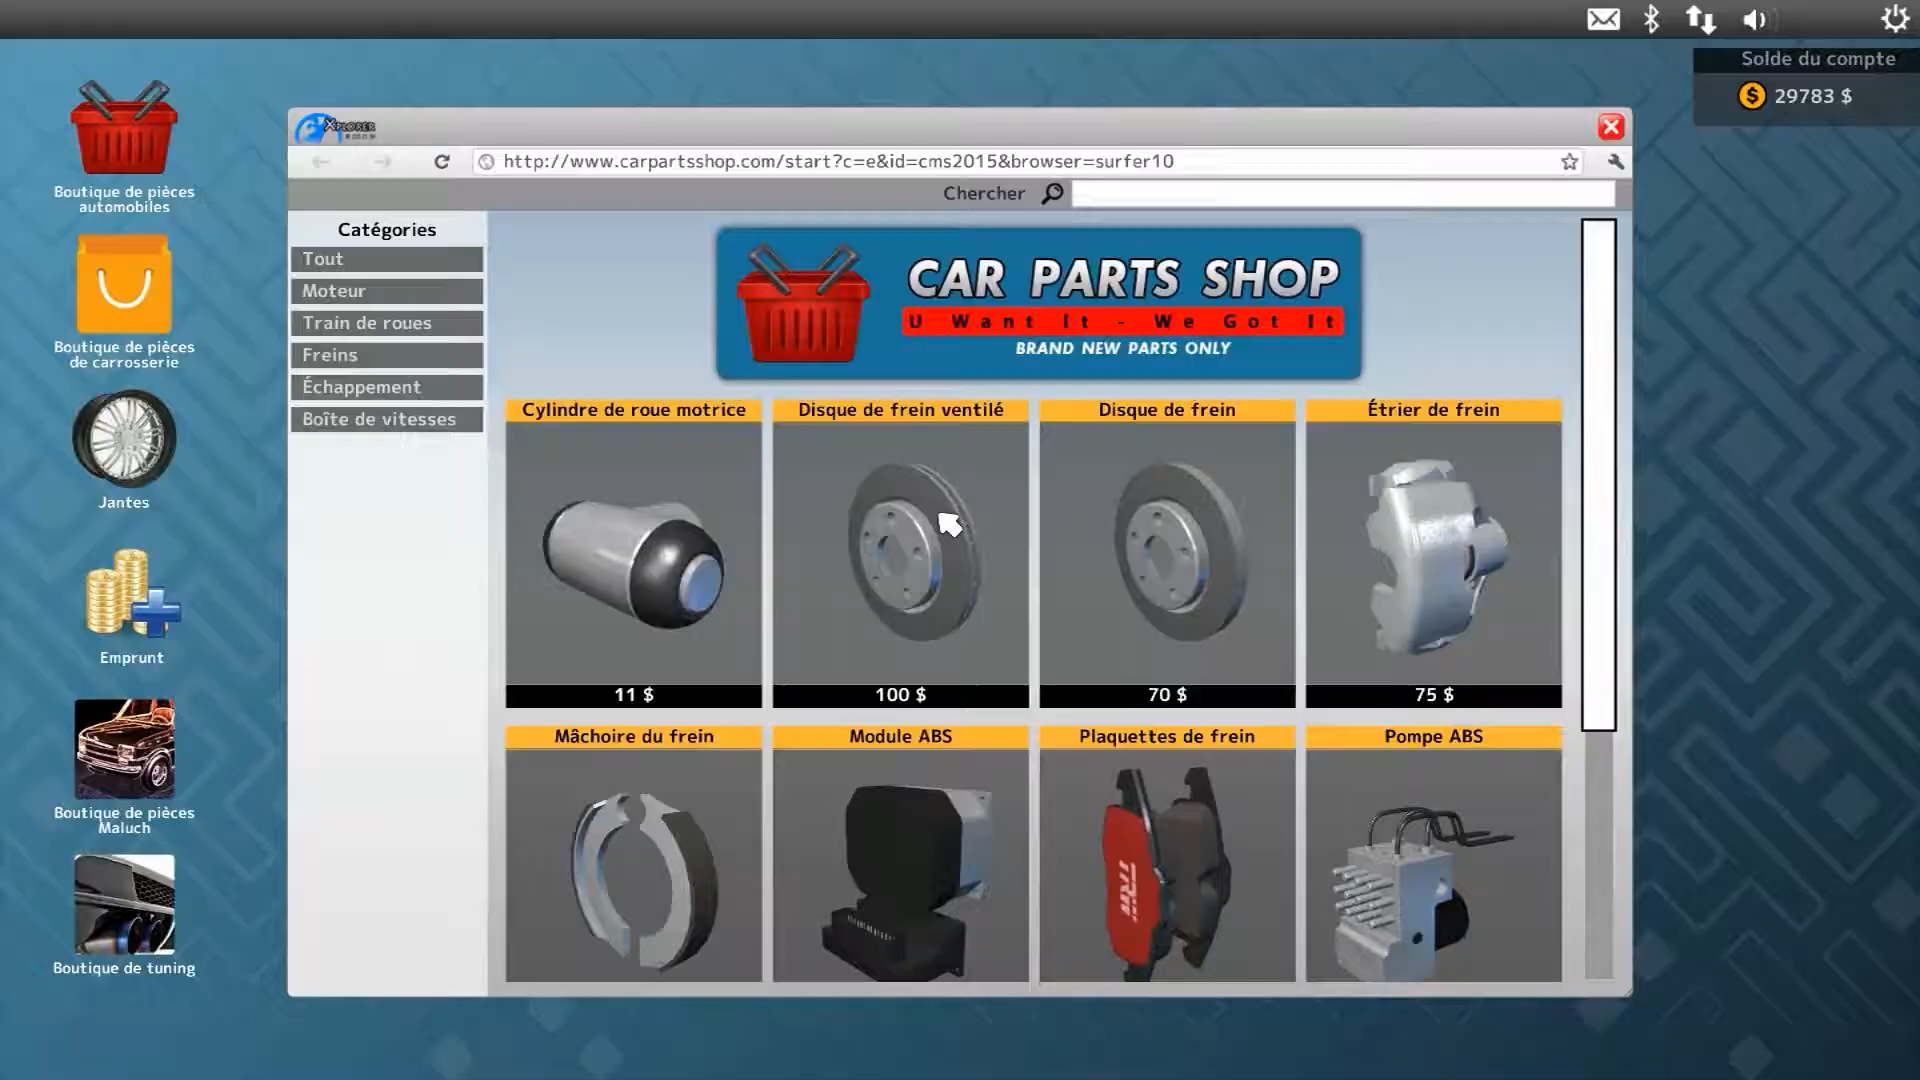 Solde du compte
29783 $
Boutique de pièces
automobiles
Boutique de pièces
de carrosserie
Jantes
Emprunt
Boutique de pièces
Maluch
Boutique de tuning
XPLORER
http://www.carpartsshop.com/start?c=e&id=cms2015&browser=surfer10
Chercher
Catégories
Tout
Moteur
Train de roues
Freins
Échappement
Boîte de vitesses
CAR PARTS SHOP
U Want It - We Got It
BRAND NEW PARTS ONLY
Cylindre de roue motrice
Disque de frein ventilé
Disque de frein
Étrier de frein
11 $
100 $
70 $
75 $
Mâchoire du frein
Module ABS
Plaquettes de frein
Pompe ABS
TRW